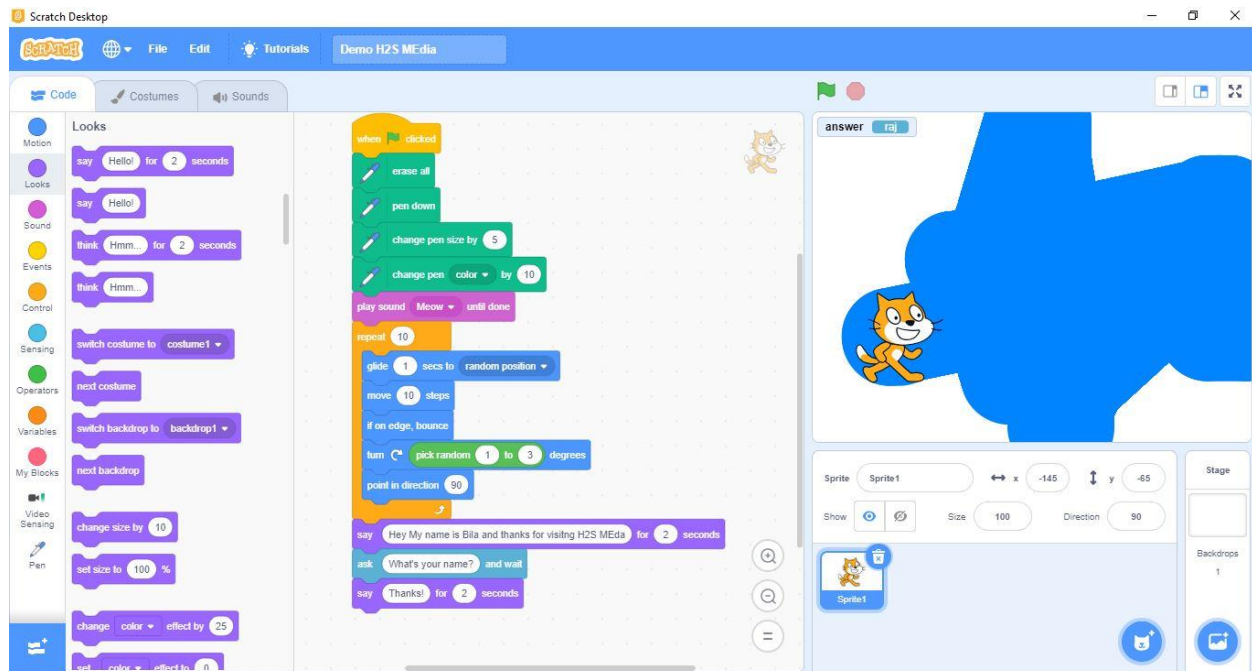 Scratch Desktop
SCRATCH File Edit Tutorials Demo H2S MEdia
Code Costumes Sounds
Motion
Looks
Sound
Events
Control
Sensing
Operators
Variables
My Blocks
Video
Sensing
Pen
Looks
say Hello! for 2 seconds
say Hello!
think Hmm... for 2 seconds
think Hmm...
switch costume to costume1
next costume
switch backdrop to backdrop1
next backdrop
change size by 10
set size to 100 %
change color effect by 25
set color effect to 0
when clicked
erase all
pen down
change pen size by 5
change pen color by 10
play sound Meow until done
repeat 10
glide 1 secs to random position
move 10 steps
if on edge, bounce
turn pick random 1 to 3 degrees
point in direction 90
say Hey My name is Bila and thanks for visitng H2S MEda for 2 seconds
ask What's your name? and wait
say Thanks! for 2 seconds
answer raj
Sprite Sprite1 x -145 y -65
Show Size 100 Direction 90
Sprite1
Stage
Backdrops
1